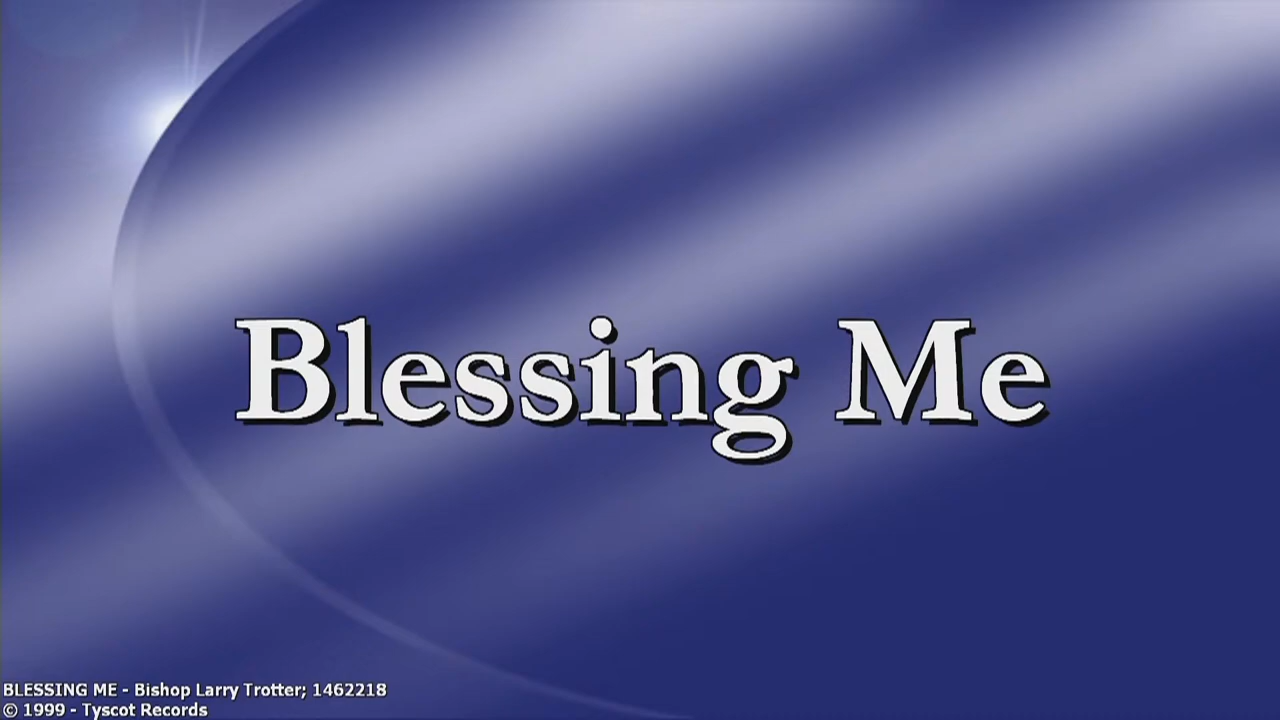 Blessing Me
BLESSING ME - Bishop Larry Trotter; 1462218
© 1999 - Tyscot Records